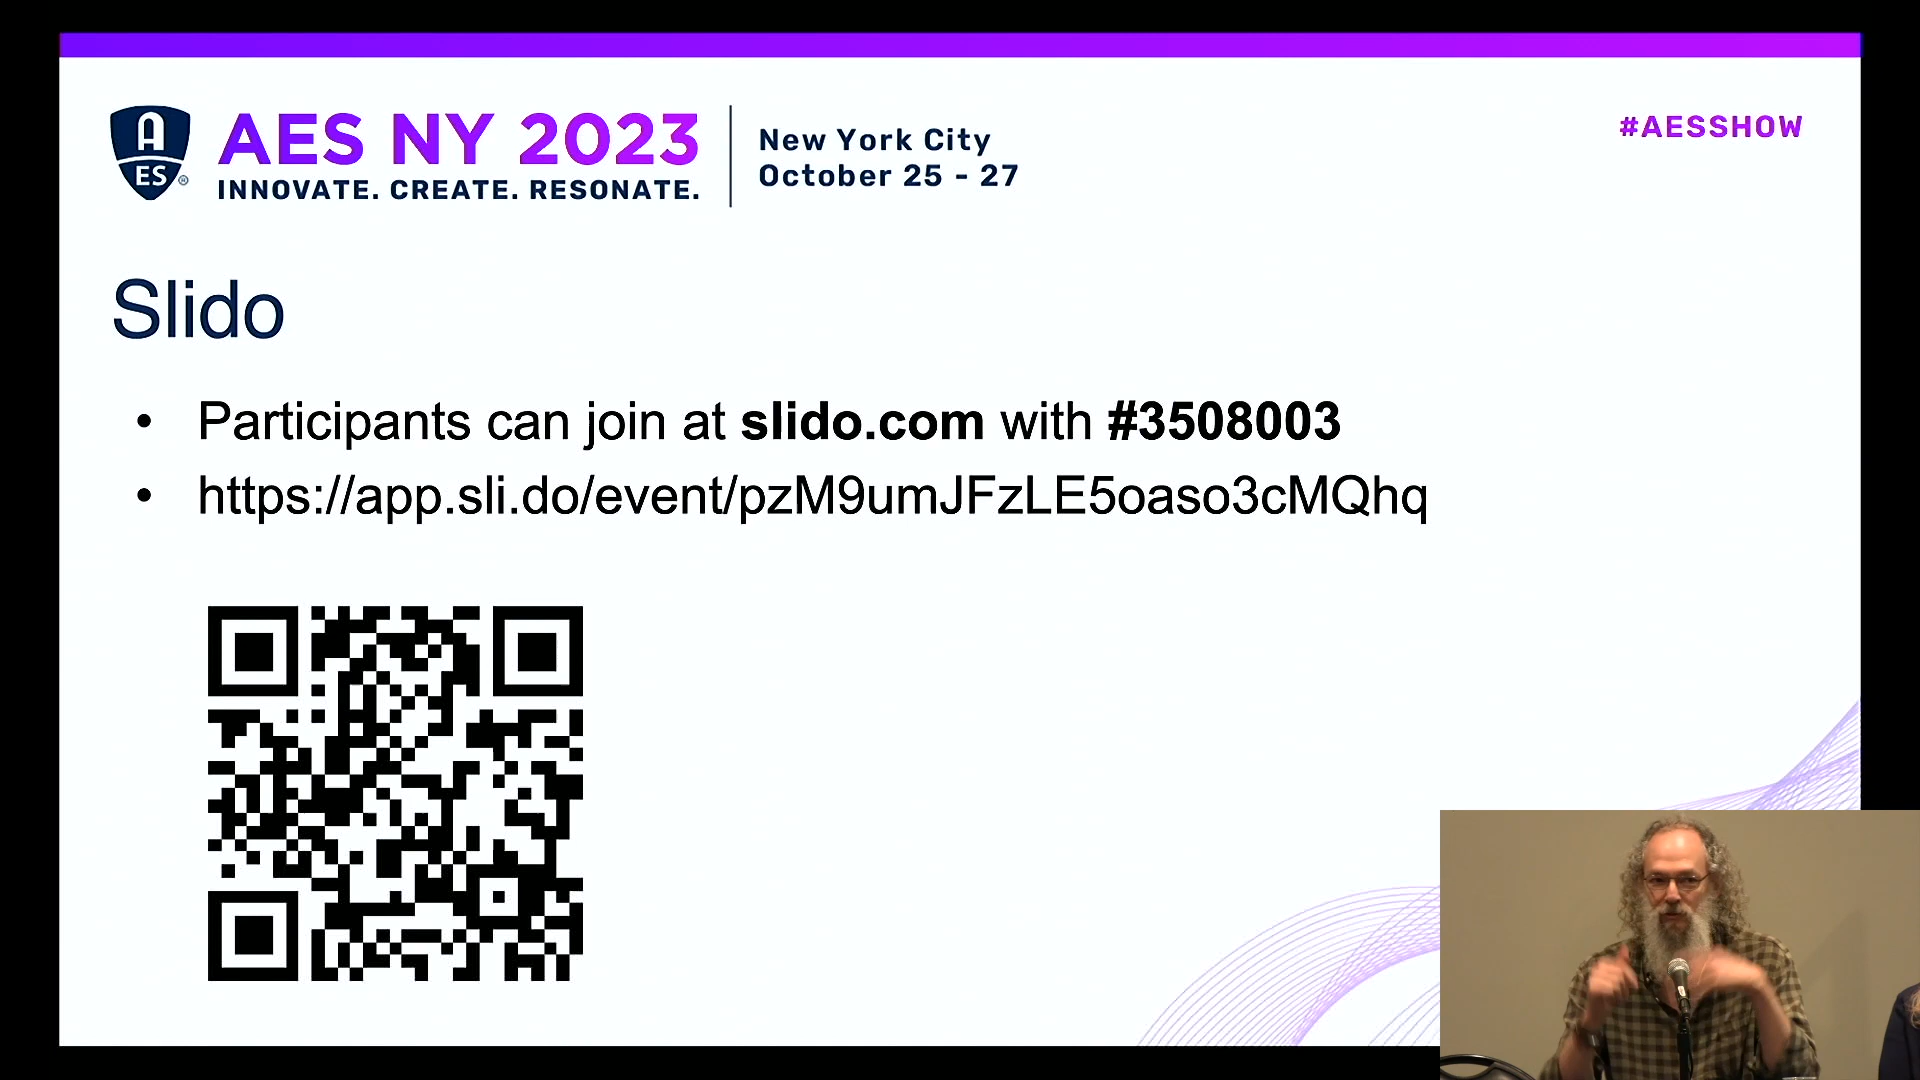 A
ES®
AES NY 2023
INNOVATE. CREATE. RESONATE.
New York City
October 25 - 27
#AESSHOW
Slido
• Participants can join at slido.com with #3508003
• https://app.sli.do/event/pzM9umJFzLE5oaso3cMQhq